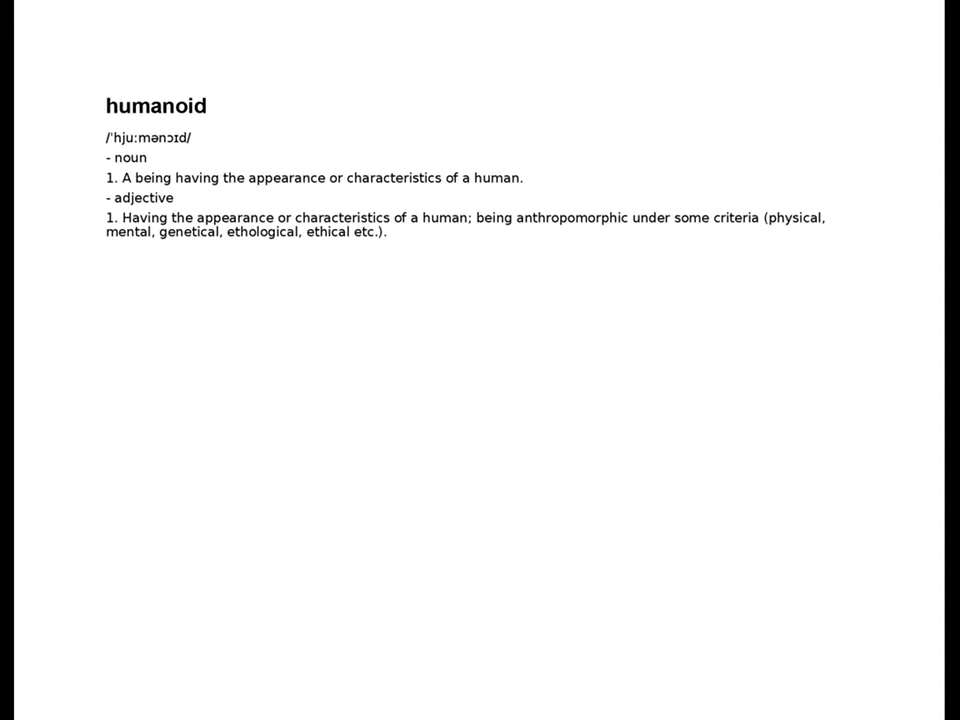 humanoid
/ˈhjuːmənɔɪd/
- noun
1. A being having the appearance or characteristics of a human.
- adjective
1. Having the appearance or characteristics of a human; being anthropomorphic under some criteria (physical,
mental, genetical, ethological, ethical etc.).